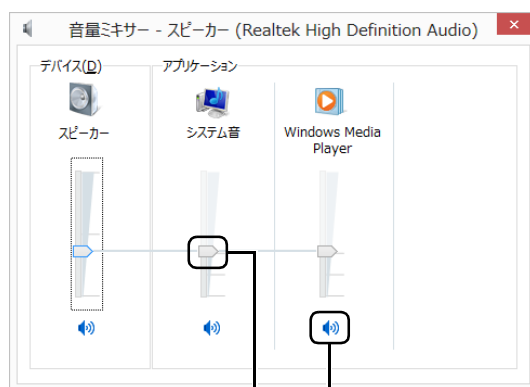 音量ミキサー - スピーカー (Realtek High Definition Audio)
デバイス(D)
アプリケーション
スピーカー
システム音
Windows Media
Player